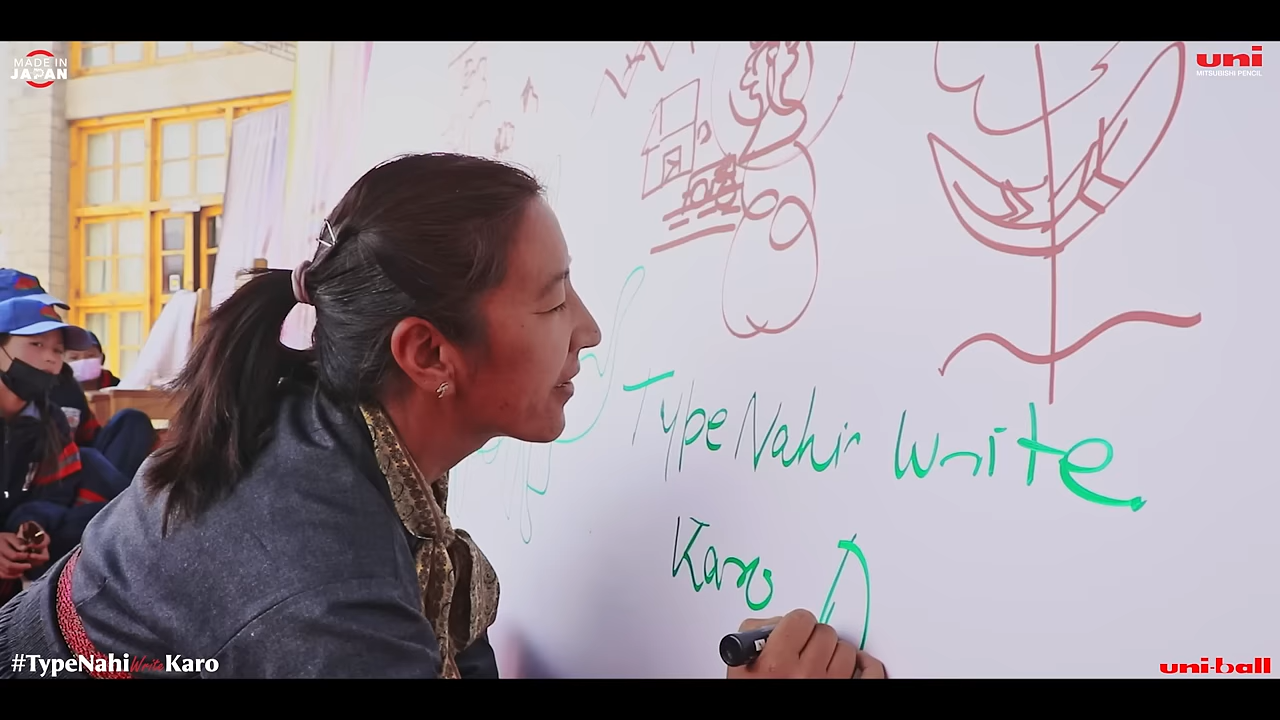 MADE IN
JAPAN
uni
MITSUBISHI PENCIL
Type Nahi Write
Karo
#TypeNahiWriteKaro
uni-ball